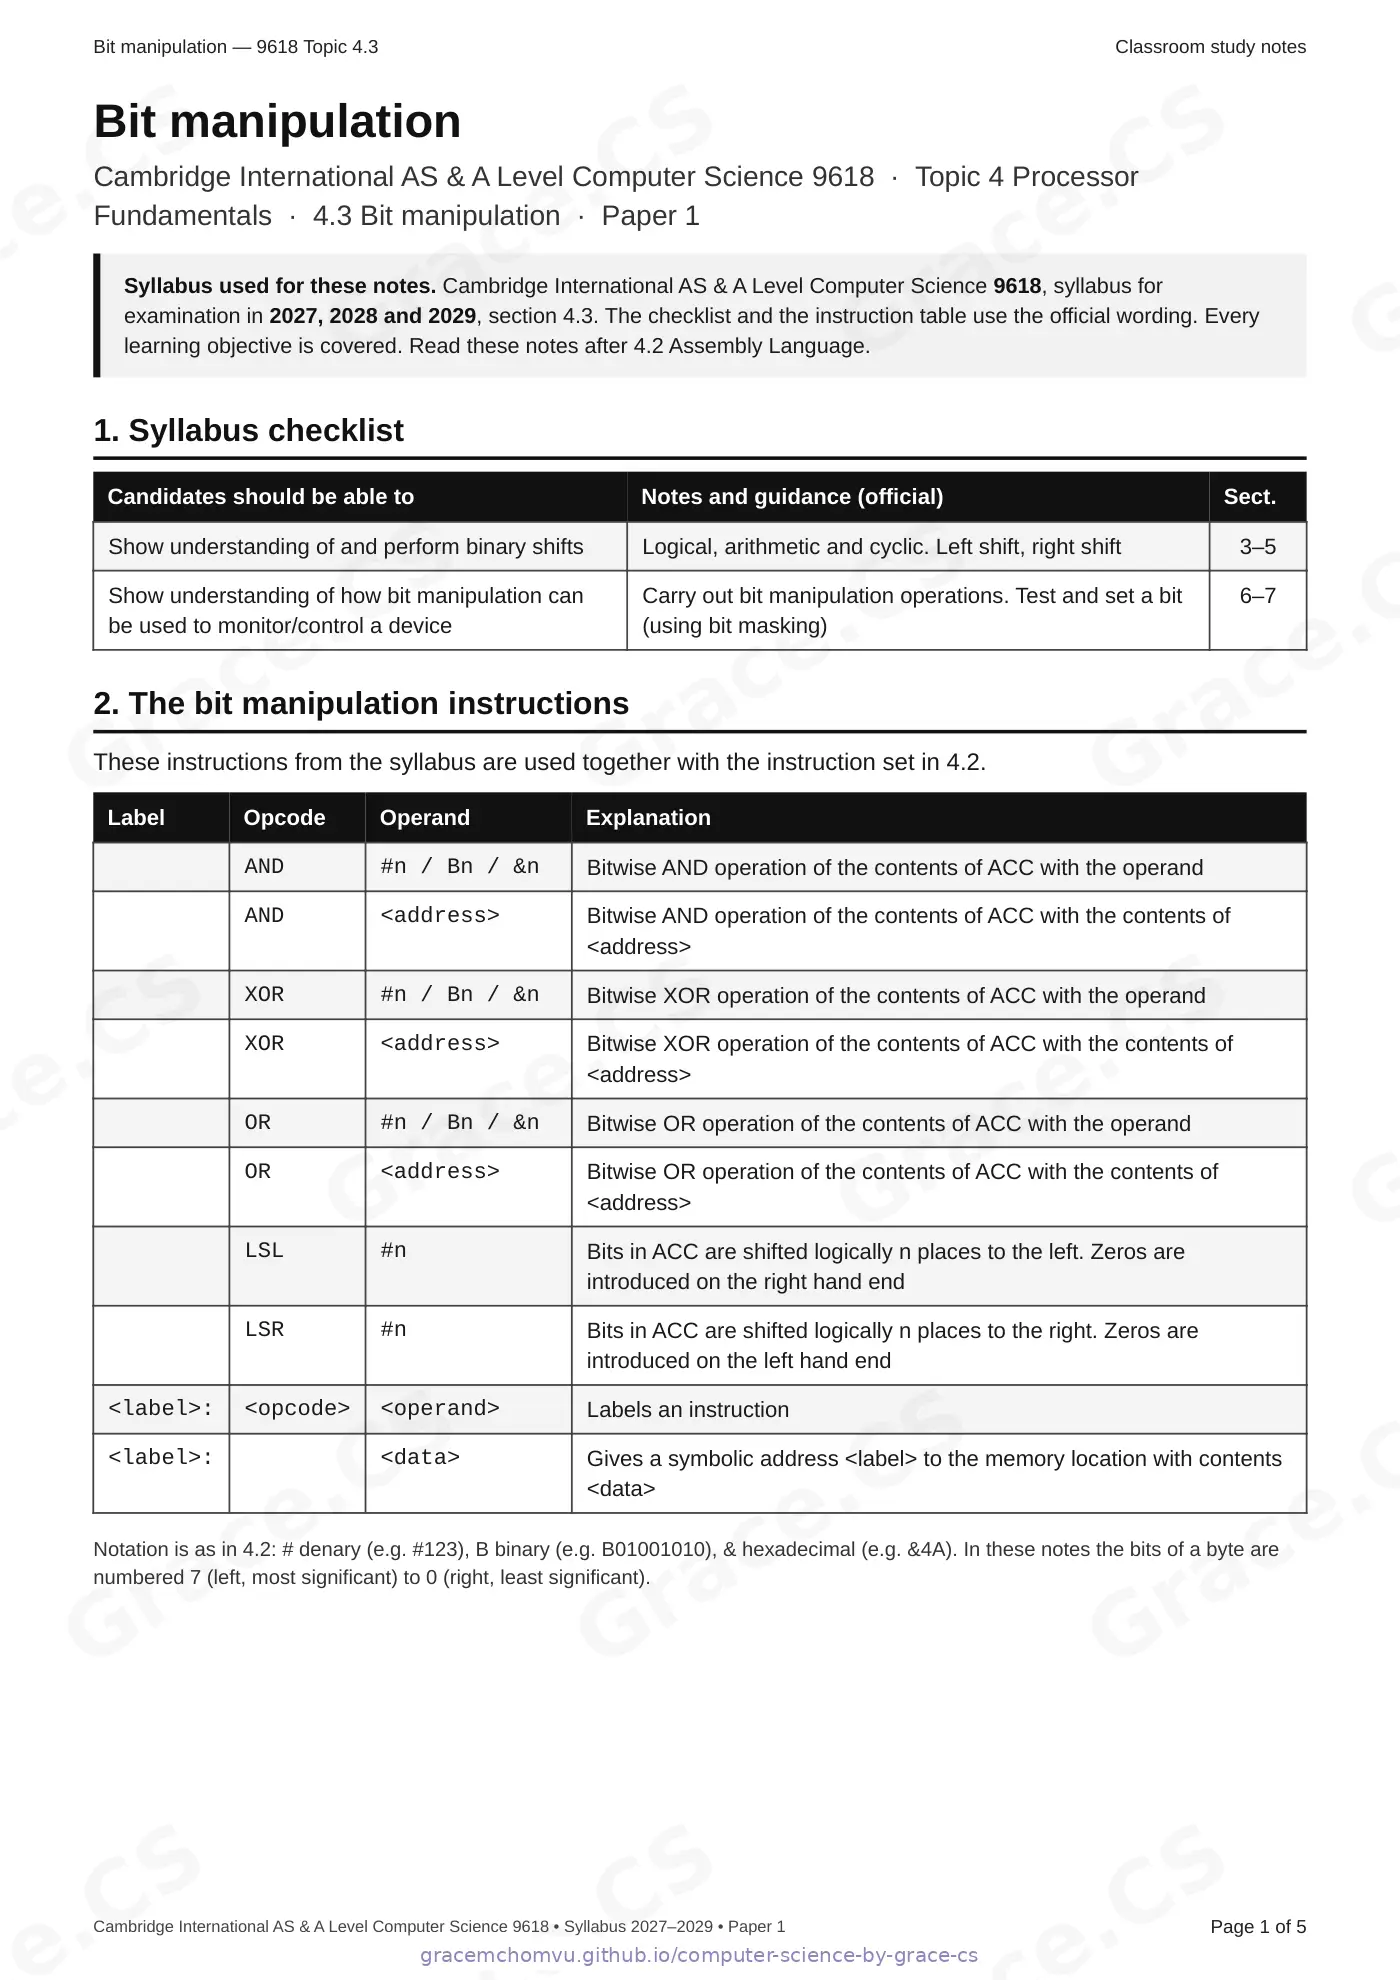 Bit manipulation — 9618 Topic 4.3
Classroom study notes
Bit manipulation
Cambridge International AS & A Level Computer Science 9618 · Topic 4 Processor
Fundamentals · 4.3 Bit manipulation · Paper 1
Syllabus used for these notes. Cambridge International AS & A Level Computer Science 9618, syllabus for
examination in 2027, 2028 and 2029, section 4.3. The checklist and the instruction table use the official wording. Every
learning objective is covered. Read these notes after 4.2 Assembly Language.
1. Syllabus checklist
Candidates should be able to Notes and guidance (official) Sect.
Show understanding of and perform binary shifts Logical, arithmetic and cyclic. Left shift, right shift 3–5
Show understanding of how bit manipulation can Carry out bit manipulation operations. Test and set a bit 6–7
be used to monitor/control a device (using bit masking)
2. The bit manipulation instructions
These instructions from the syllabus are used together with the instruction set in 4.2.
Label Opcode Operand Explanation
AND #n / Bn / &n Bitwise AND operation of the contents of ACC with the operand
AND <address> Bitwise AND operation of the contents of ACC with the contents of
<address>
XOR #n / Bn / &n Bitwise XOR operation of the contents of ACC with the operand
XOR <address> Bitwise XOR operation of the contents of ACC with the contents of
<address>
OR #n / Bn / &n Bitwise OR operation of the contents of ACC with the operand
OR <address> Bitwise OR operation of the contents of ACC with the contents of
<address>
LSL #n Bits in ACC are shifted logically n places to the left. Zeros are
introduced on the right hand end
LSR #n Bits in ACC are shifted logically n places to the right. Zeros are
introduced on the left hand end
<label>: <opcode> <operand> Labels an instruction
<label>: <data> Gives a symbolic address <label> to the memory location with contents
<data>
Notation is as in 4.2: # denary (e.g. #123), B binary (e.g. B01001010), & hexadecimal (e.g. &4A). In these notes the bits of a byte are
numbered 7 (left, most significant) to 0 (right, least significant).
Cambridge International AS & A Level Computer Science 9618 • Syllabus 2027–2029 • Paper 1
Page 1 of 5
gracemchomvu.github.io/computer-science-by-grace-cs
Grace.CS